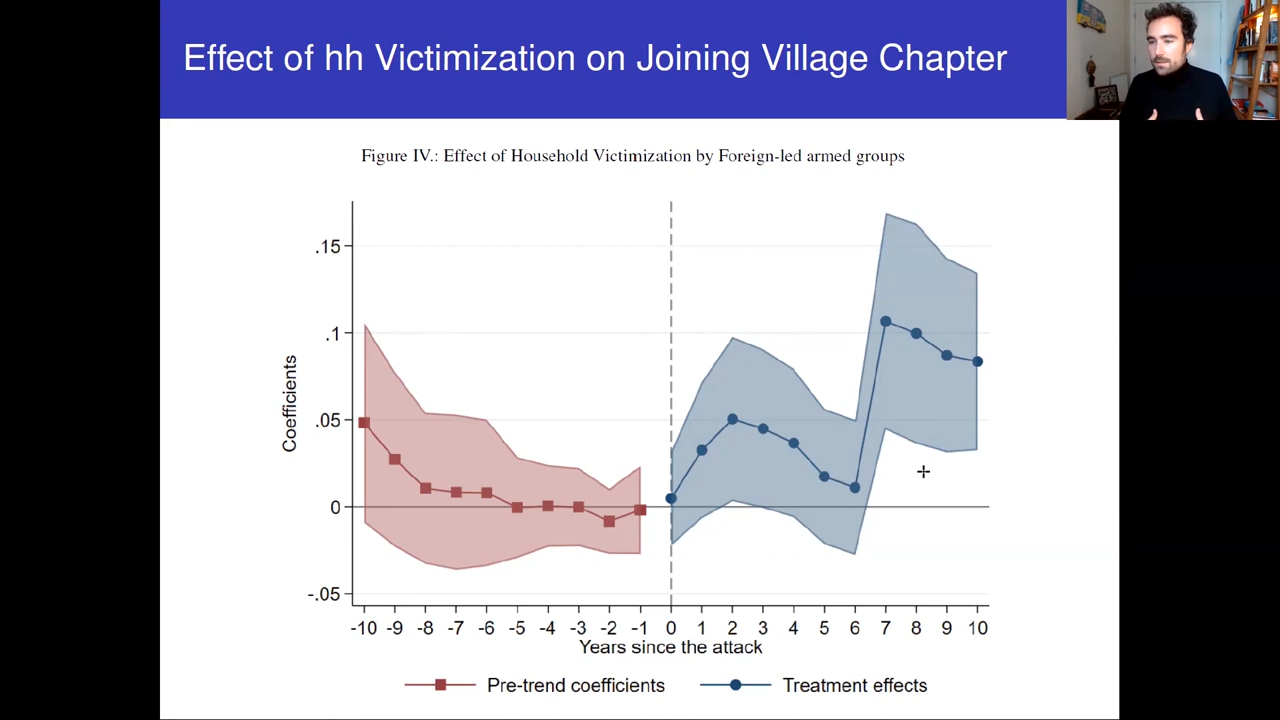 Effect of hh Victimization on Joining Village Chapter
Figure IV.: Effect of Household Victimization by Foreign-led armed groups
Coefficients
.15
.1
.05
0
-.05
-10 -9 -8 -7 -6 -5 -4 -3 -2 -1 0 1 2 3 4 5 6 7 8 9 10
Years since the attack
Pre-trend coefficients Treatment effects